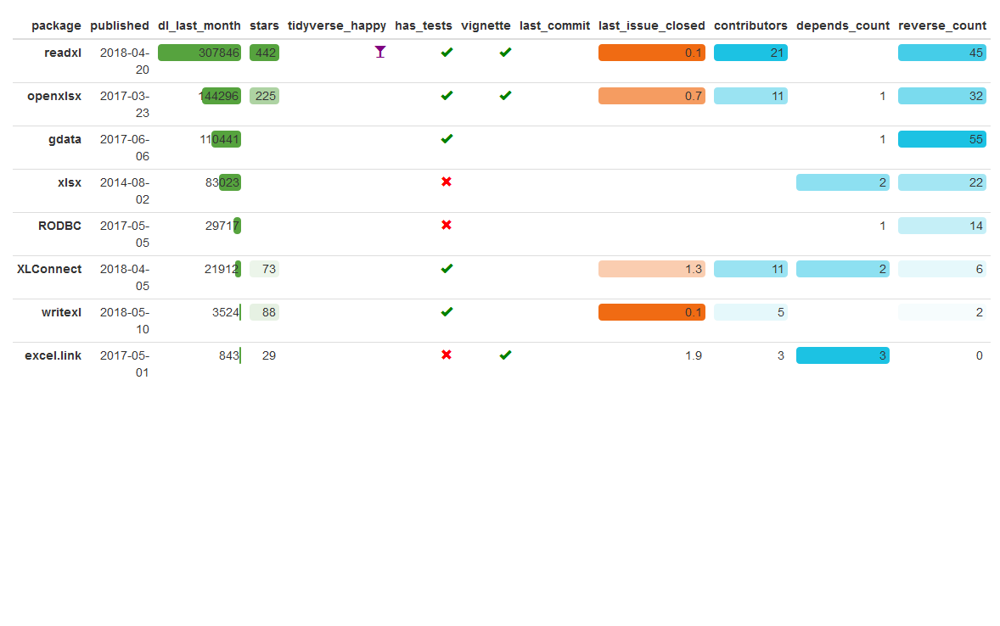 package published dl_last_month stars tidyverse_happy has_tests vignette last_commit last_issue_closed contributors depends_count reverse_count
readxl 2018-04- 307846 442 0.1 21 45
20
openxlsx 2017-03- 144296 225 0.7 11 1 32
23
gdata 2017-06- 110441 1 55
06
xlsx 2014-08- 83023 2 22
02
RODBC 2017-05- 29717 1 14
05
XLConnect 2018-04- 21912 73 1.3 11 2 6
05
writexl 2018-05- 3524 88 0.1 5 2
10
excel.link 2017-05- 843 29 1.9 3 3 0
01